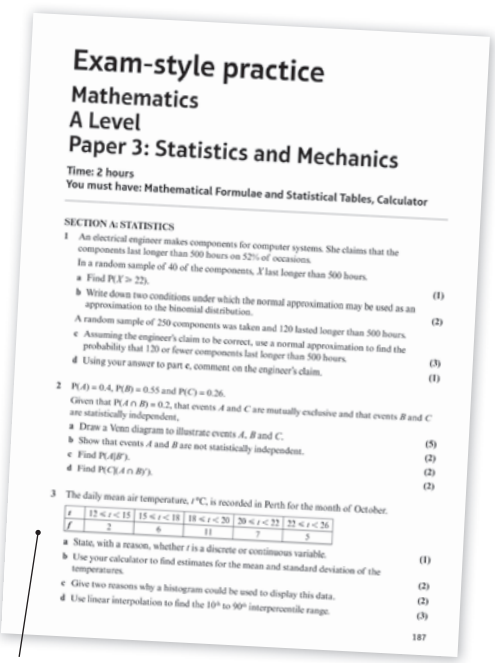 Exam-style practice
Mathematics
A Level
Paper 3: Statistics and Mechanics
Time: 2 hours
You must have: Mathematical Formulae and Statistical Tables, Calculator
SECTION A: STATISTICS
1 An electrical engineer makes components for computer systems. She claims that the
components last longer than 500 hours on 52% of occasions.
In a random sample of 40 of the components, X last longer than 500 hours.
a Find P(X > 22). (1)
b Write down two conditions under which the normal approximation may be used as an
approximation to the binomial distribution. (2)
A random sample of 250 components was taken and 120 lasted longer than 500 hours.
c Assuming the engineer's claim to be correct, use a normal approximation to find the
probability that 120 or fewer components last longer than 500 hours. (3)
d Using your answer to part c, comment on the engineer's claim. (1)
2 P(A) = 0.4, P(B) = 0.55 and P(C) = 0.26.
Given that P(A ∩ B) = 0.2, that events A and C are mutually exclusive and that events B and C
are statistically independent,
a Draw a Venn diagram to illustrate events A, B and C. (5)
b Show that events A and B are not statistically independent. (2)
c Find P(A|B'). (2)
d Find P(C|(A ∩ B)'). (2)
3 The daily mean air temperature, t°C, is recorded in Perth for the month of October.
t 12 ≤ t < 15 15 ≤ t < 18 18 ≤ t < 20 20 ≤ t < 22 22 ≤ t < 26
f 2 6 11 7 5
a State, with a reason, whether t is a discrete or continuous variable. (1)
b Use your calculator to find estimates for the mean and standard deviation of the
temperatures. (2)
c Give two reasons why a histogram could be used to display this data. (2)
d Use linear interpolation to find the 10th to 90th interpercentile range. (3)
187